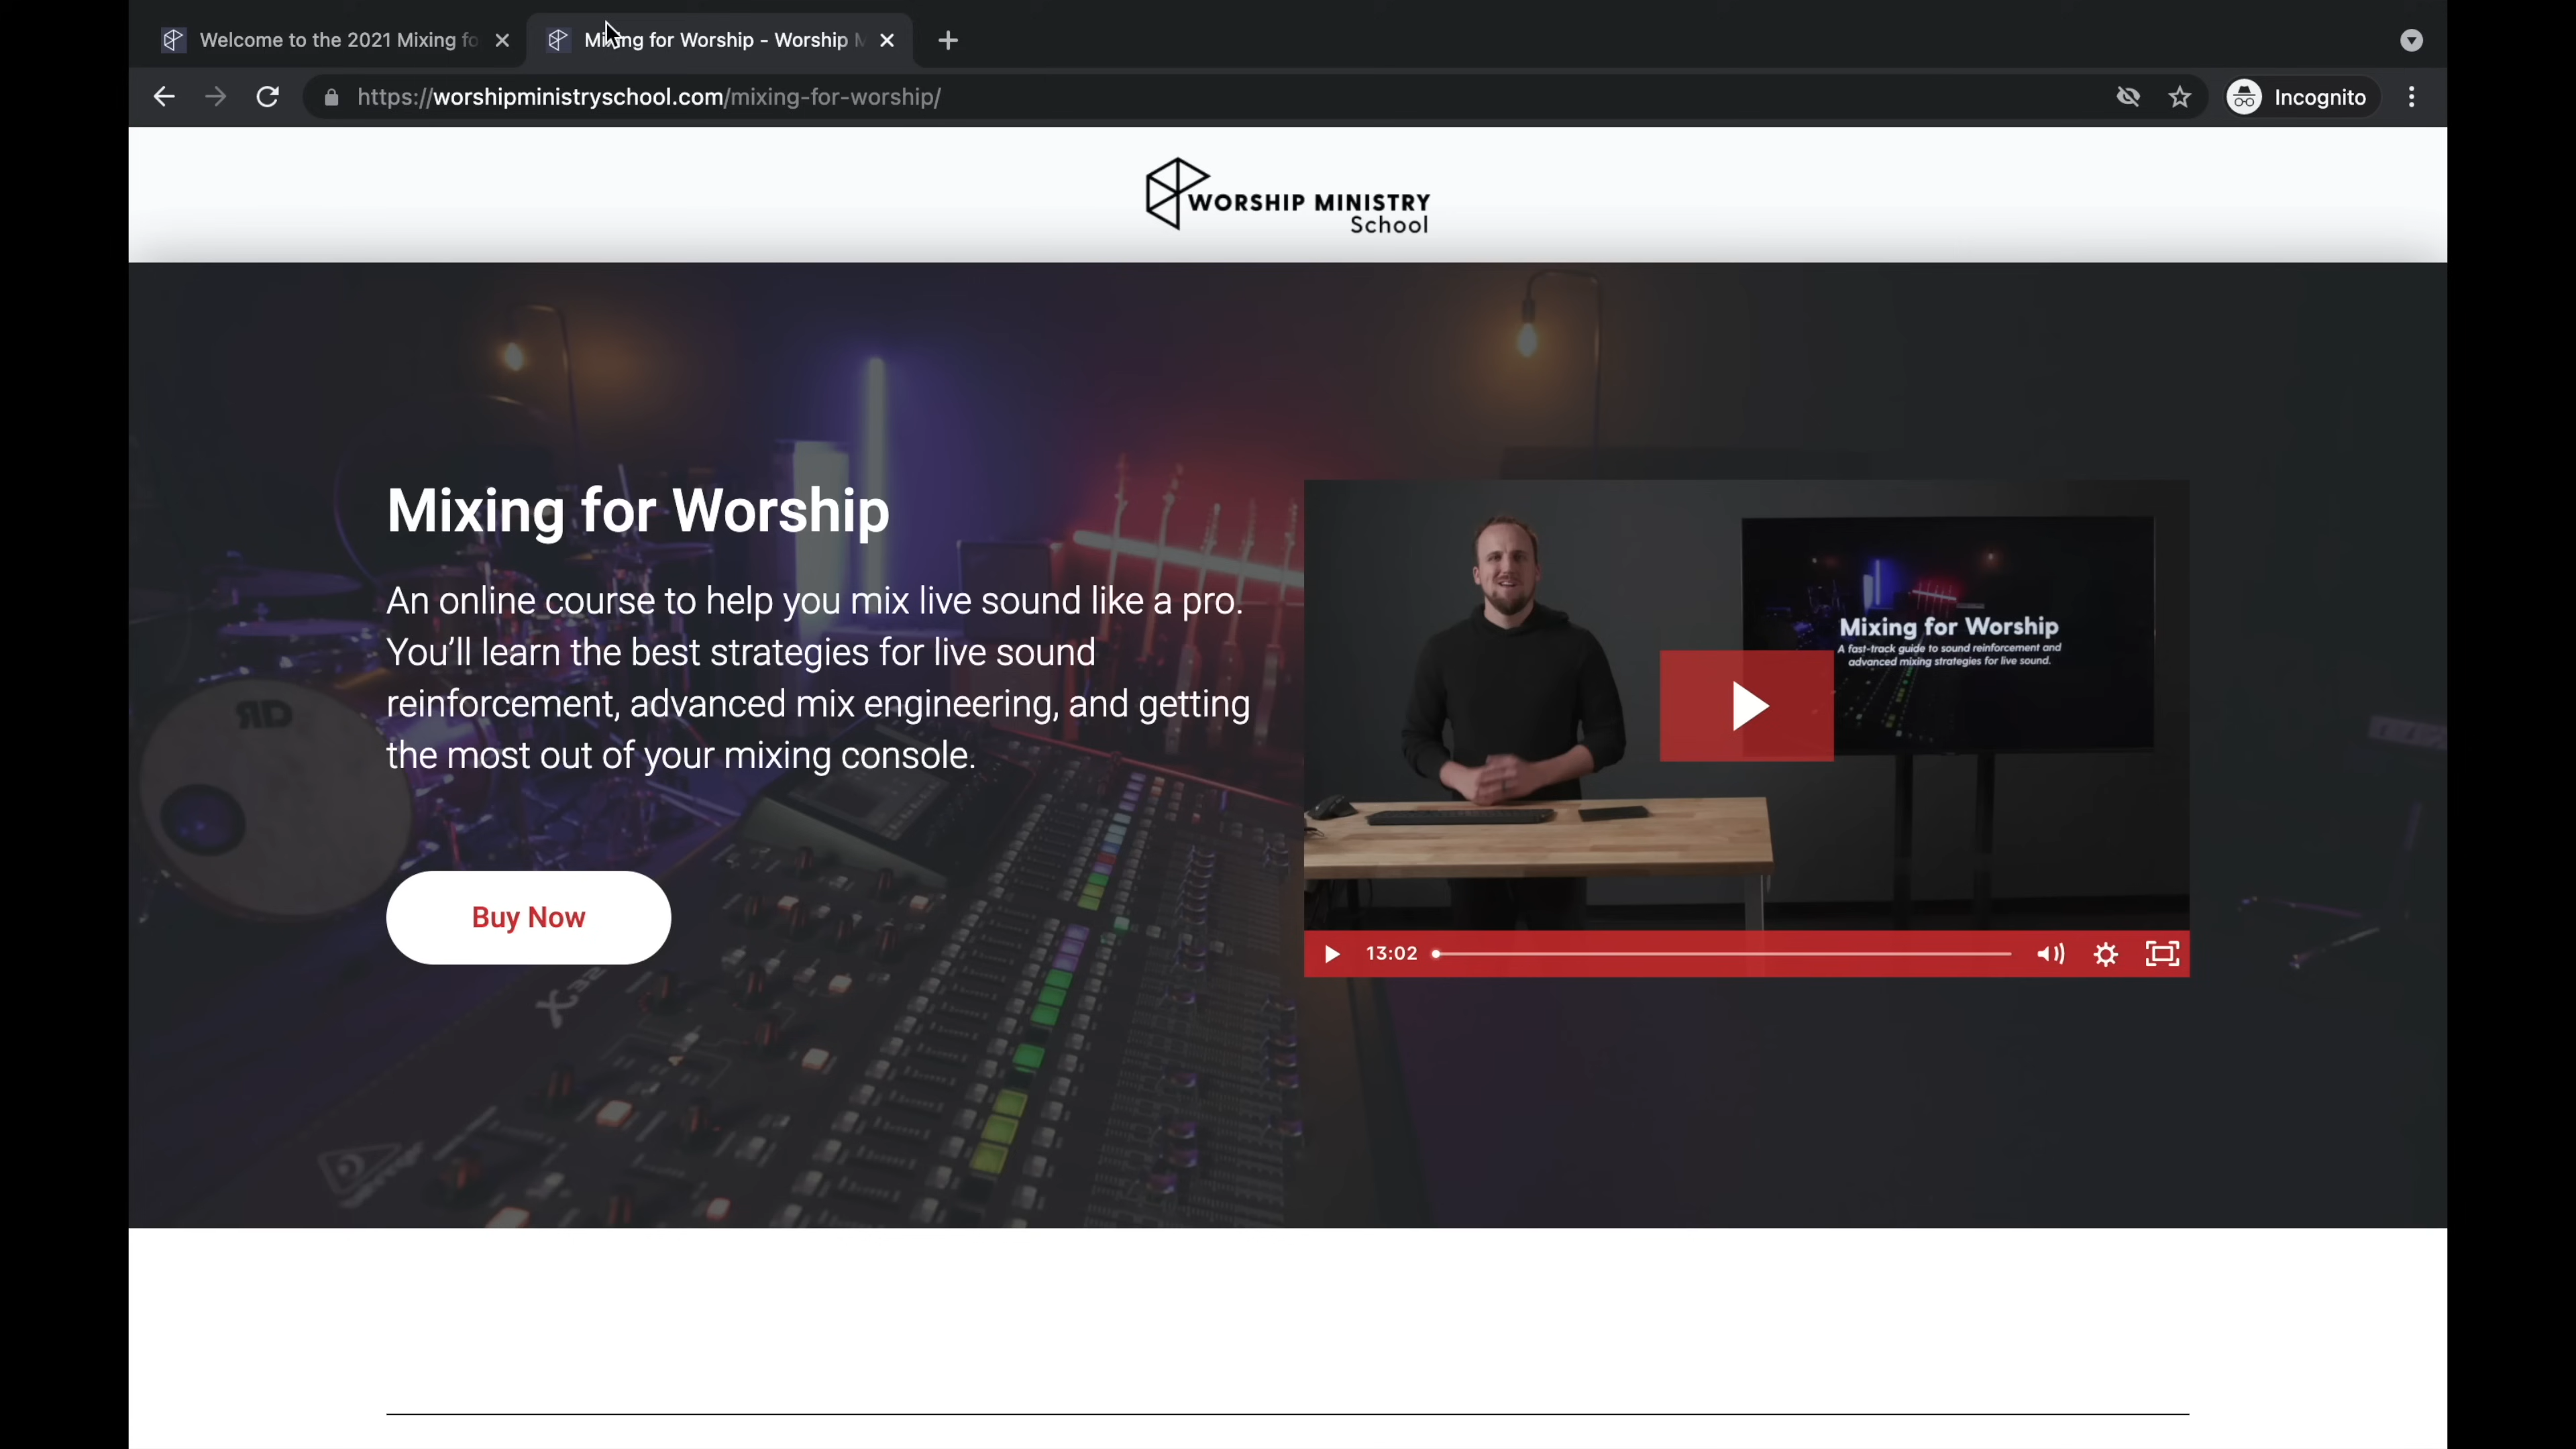 Welcome to the 2021 Mixing fo
Mixing for Worship - Worship M
https://worshipministryschool.com/mixing-for-worship/
Incognito
WORSHIP MINISTRY
School
Mixing for Worship
An online course to help you mix live sound like a pro.
You'll learn the best strategies for live sound
reinforcement, advanced mix engineering, and getting
the most out of your mixing console.
Buy Now
Mixing for Worship
A fast-track guide to sound reinforcement and
advanced mixing strategies for live sound.
13:02